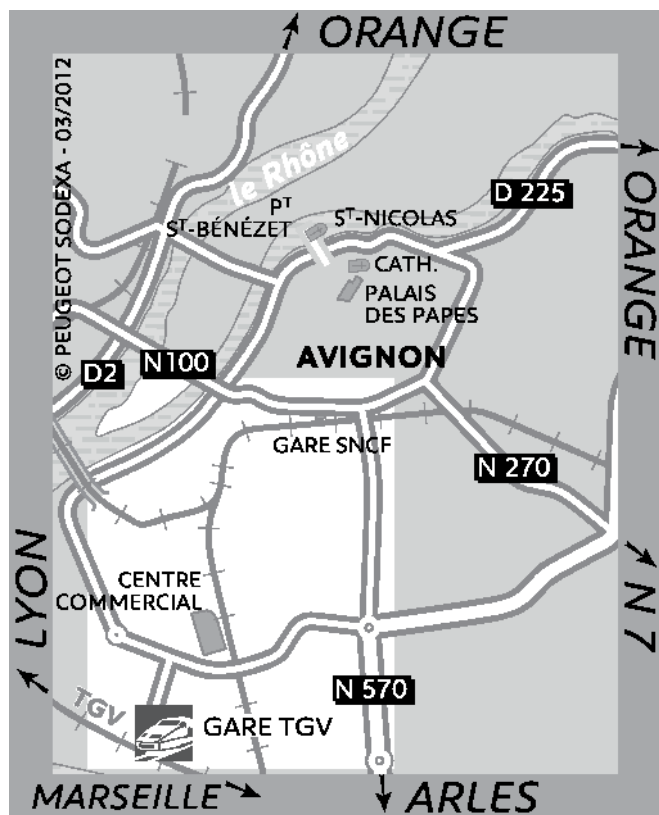 ORANGE
© PEUGEOT SODEXA - 03/2012
le Rhône
D 225
ORANGE
Pᵀ
Sᵀ-BÉNÉZET
Sᵀ-NICOLAS
CATH.
PALAIS
DES PAPES
AVIGNON
N100
D2
GARE SNCF
N 270
LYON
N 7
CENTRE
COMMERCIAL
N 570
TGV
GARE TGV
MARSEILLE
ARLES